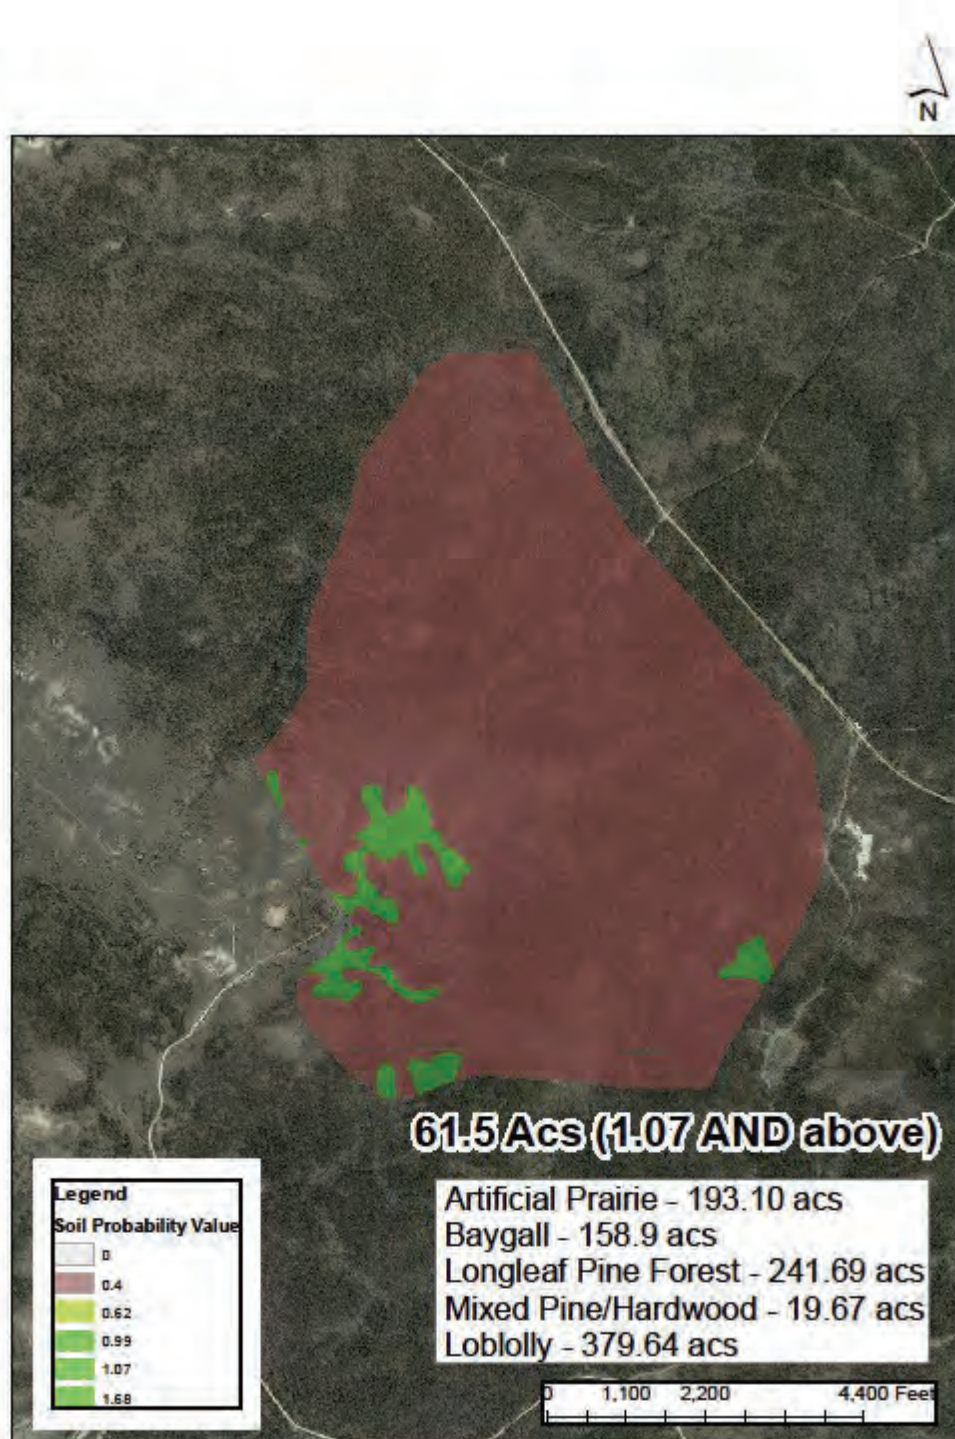 N
61.5 Acs (1.07 AND above)
Legend
Soil Probability Value
0
0.4
0.62
0.99
1.07
1.68
Artificial Prairie - 193.10 acs
Baygall - 158.9 acs
Longleaf Pine Forest - 241.69 acs
Mixed Pine/Hardwood - 19.67 acs
Loblolly - 379.64 acs
0 1,100 2,200 4,400 Feet